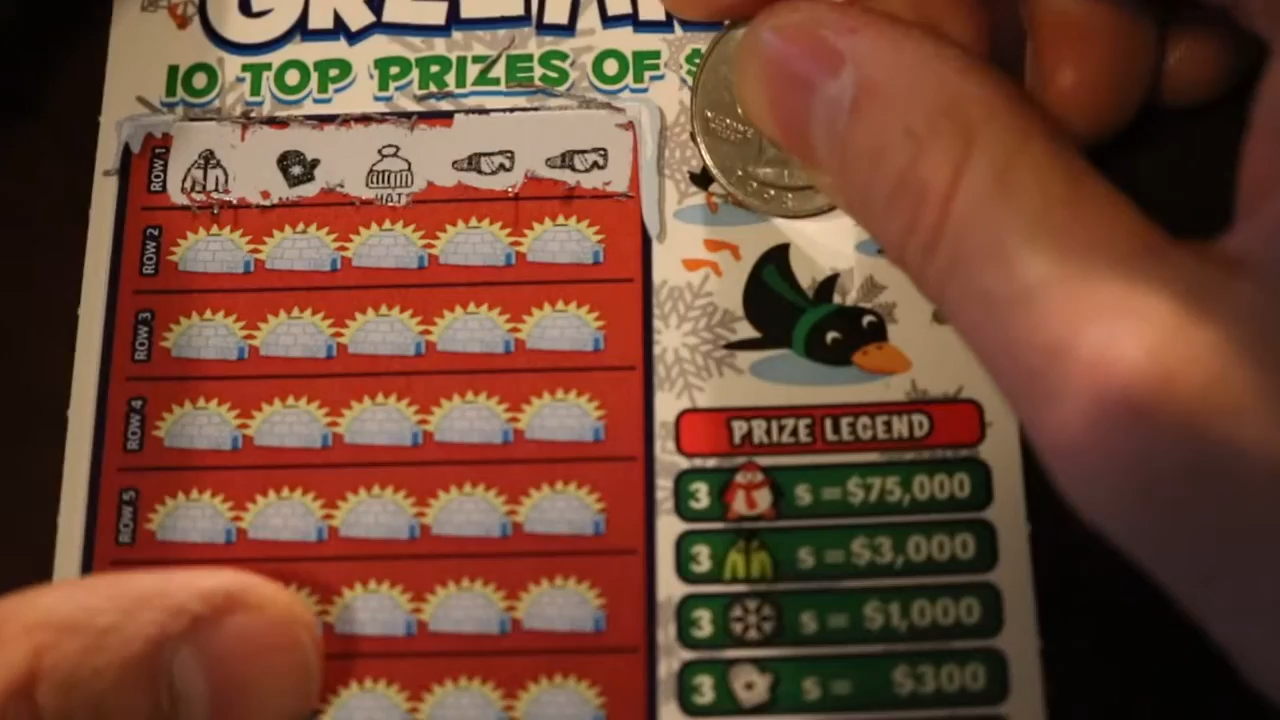 10 TOP PRIZES OF $
ROW 1
HAT
ROW 2
ROW 3
ROW 4
ROW 5
PRIZE LEGEND
3 s = $75,000
3 s = $3,000
3 s = $1,000
3 s = $300